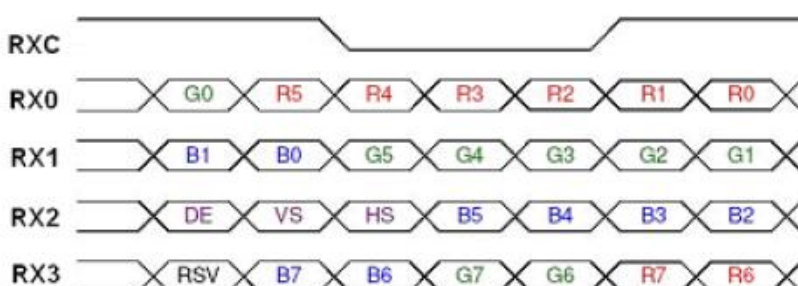 RXC
RX0 G0 R5 R4 R3 R2 R1 R0
RX1 B1 B0 G5 G4 G3 G2 G1
RX2 DE VS HS B5 B4 B3 B2
RX3 RSV B7 B6 G7 G6 R7 R6